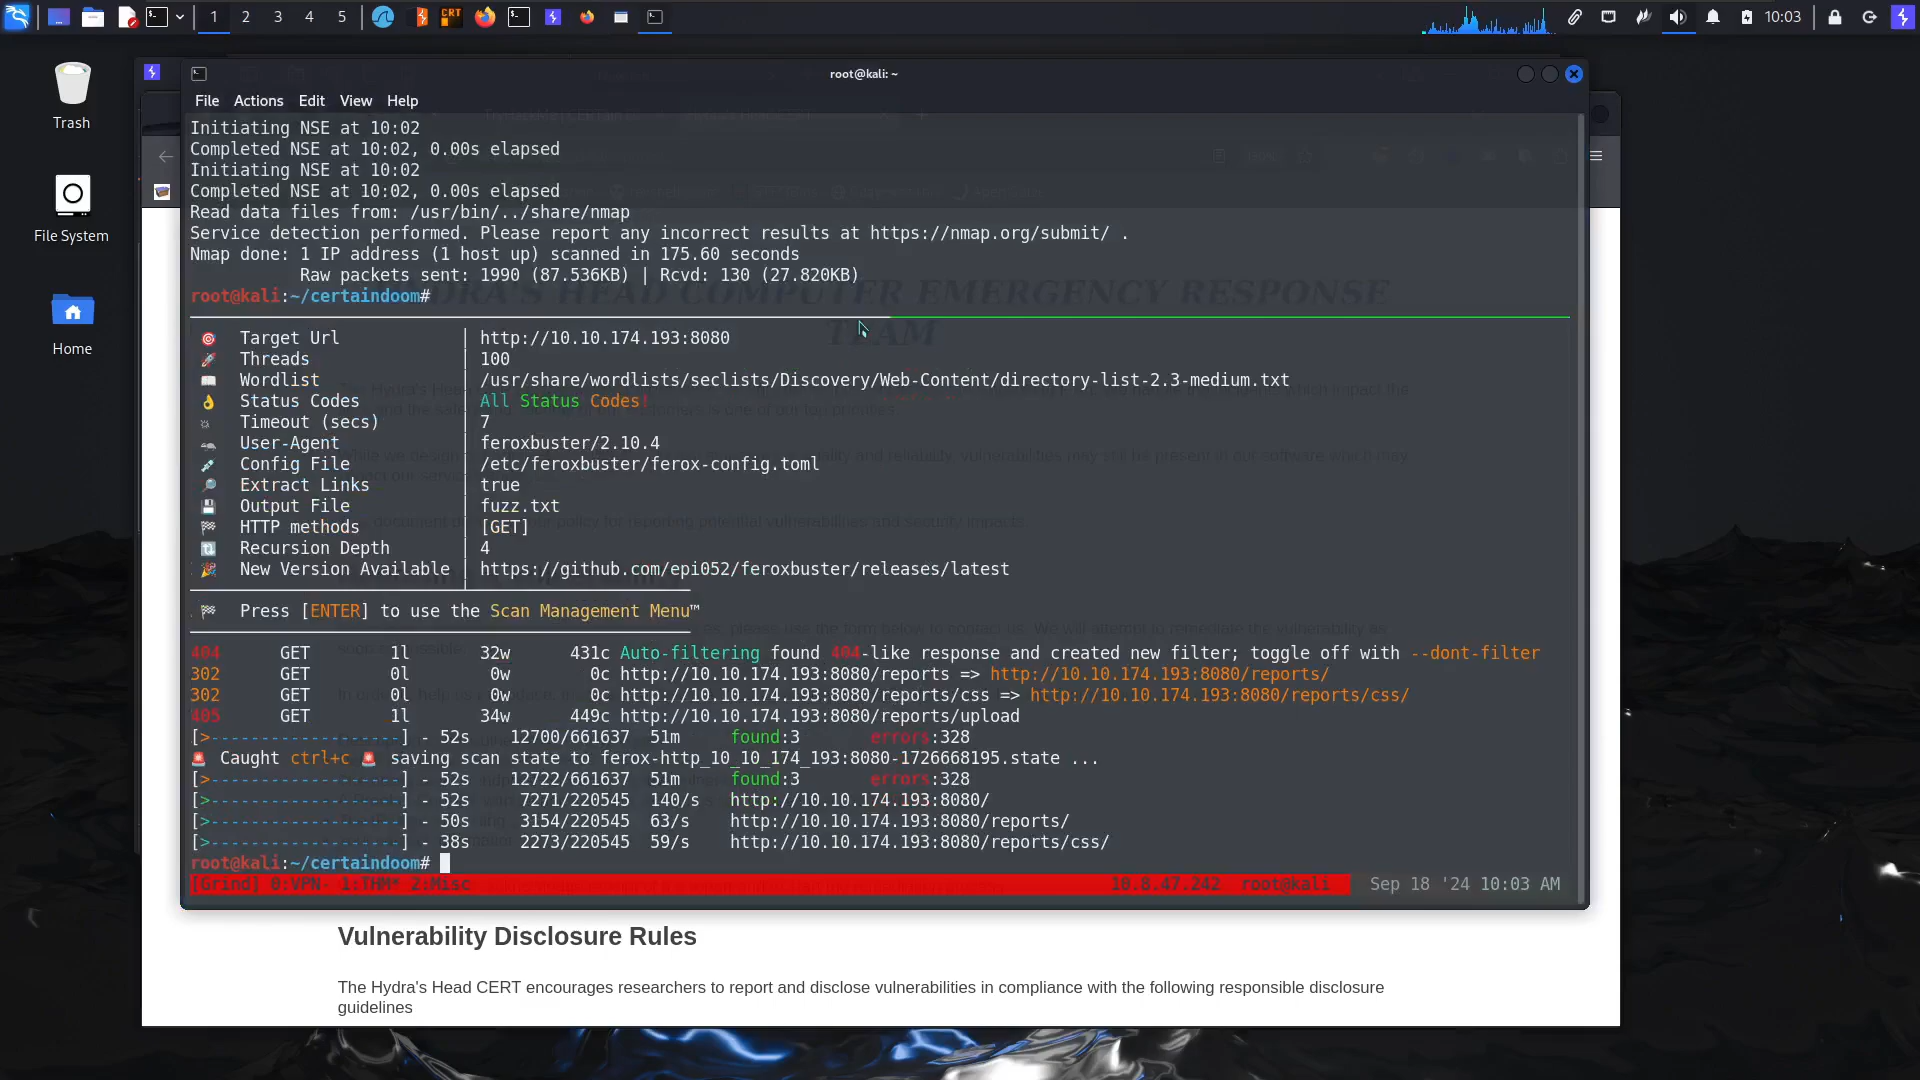 1 2 3 4 5 CRT 10:03
root@kali: ~
File Actions Edit View Help
Trash
File System
Home
Initiating NSE at 10:02
Completed NSE at 10:02, 0.00s elapsed
Initiating NSE at 10:02
Completed NSE at 10:02, 0.00s elapsed
Read data files from: /usr/bin/../share/nmap
Service detection performed. Please report any incorrect results at https://nmap.org/submit/ .
Nmap done: 1 IP address (1 host up) scanned in 175.60 seconds
Raw packets sent: 1990 (87.536KB) | Rcvd: 130 (27.820KB)
root@kali:~/certaindoom#
Target Url │ http://10.10.174.193:8080
Threads │ 100
Wordlist │ /usr/share/wordlists/seclists/Discovery/Web-Content/directory-list-2.3-medium.txt
Status Codes │ All Status Codes!
Timeout (secs) │ 7
User-Agent │ feroxbuster/2.10.4
Config File │ /etc/feroxbuster/ferox-config.toml
Extract Links │ true
Output File │ fuzz.txt
HTTP methods │ [GET]
Recursion Depth │ 4
New Version Available │ https://github.com/epi052/feroxbuster/releases/latest
Press [ENTER] to use the Scan Management Menu™
404 GET 1l 32w 431c Auto-filtering found 404-like response and created new filter; toggle off with --dont-filter
302 GET 0l 0w 0c http://10.10.174.193:8080/reports => http://10.10.174.193:8080/reports/
302 GET 0l 0w 0c http://10.10.174.193:8080/reports/css => http://10.10.174.193:8080/reports/css/
405 GET 1l 34w 449c http://10.10.174.193:8080/reports/upload
[>-------------------] - 52s 12700/661637 51m found:3 errors:328
🚨 Caught ctrl+c 🚨 saving scan state to ferox-http_10_10_174_193:8080-1726668195.state ...
[>-------------------] - 52s 12722/661637 51m found:3 errors:328
[>-------------------] - 52s 7271/220545 140/s http://10.10.174.193:8080/
[>-------------------] - 50s 3154/220545 63/s http://10.10.174.193:8080/reports/
[>-------------------] - 38s 2273/220545 59/s http://10.10.174.193:8080/reports/css/
root@kali:~/certaindoom#
[Grind] 0:VPN- 1:THM* 2:Misc 10.8.47.242 root@kali Sep 18 '24 10:03 AM
Vulnerability Disclosure Rules
The Hydra's Head CERT encourages researchers to report and disclose vulnerabilities in compliance with the following responsible disclosure
guidelines